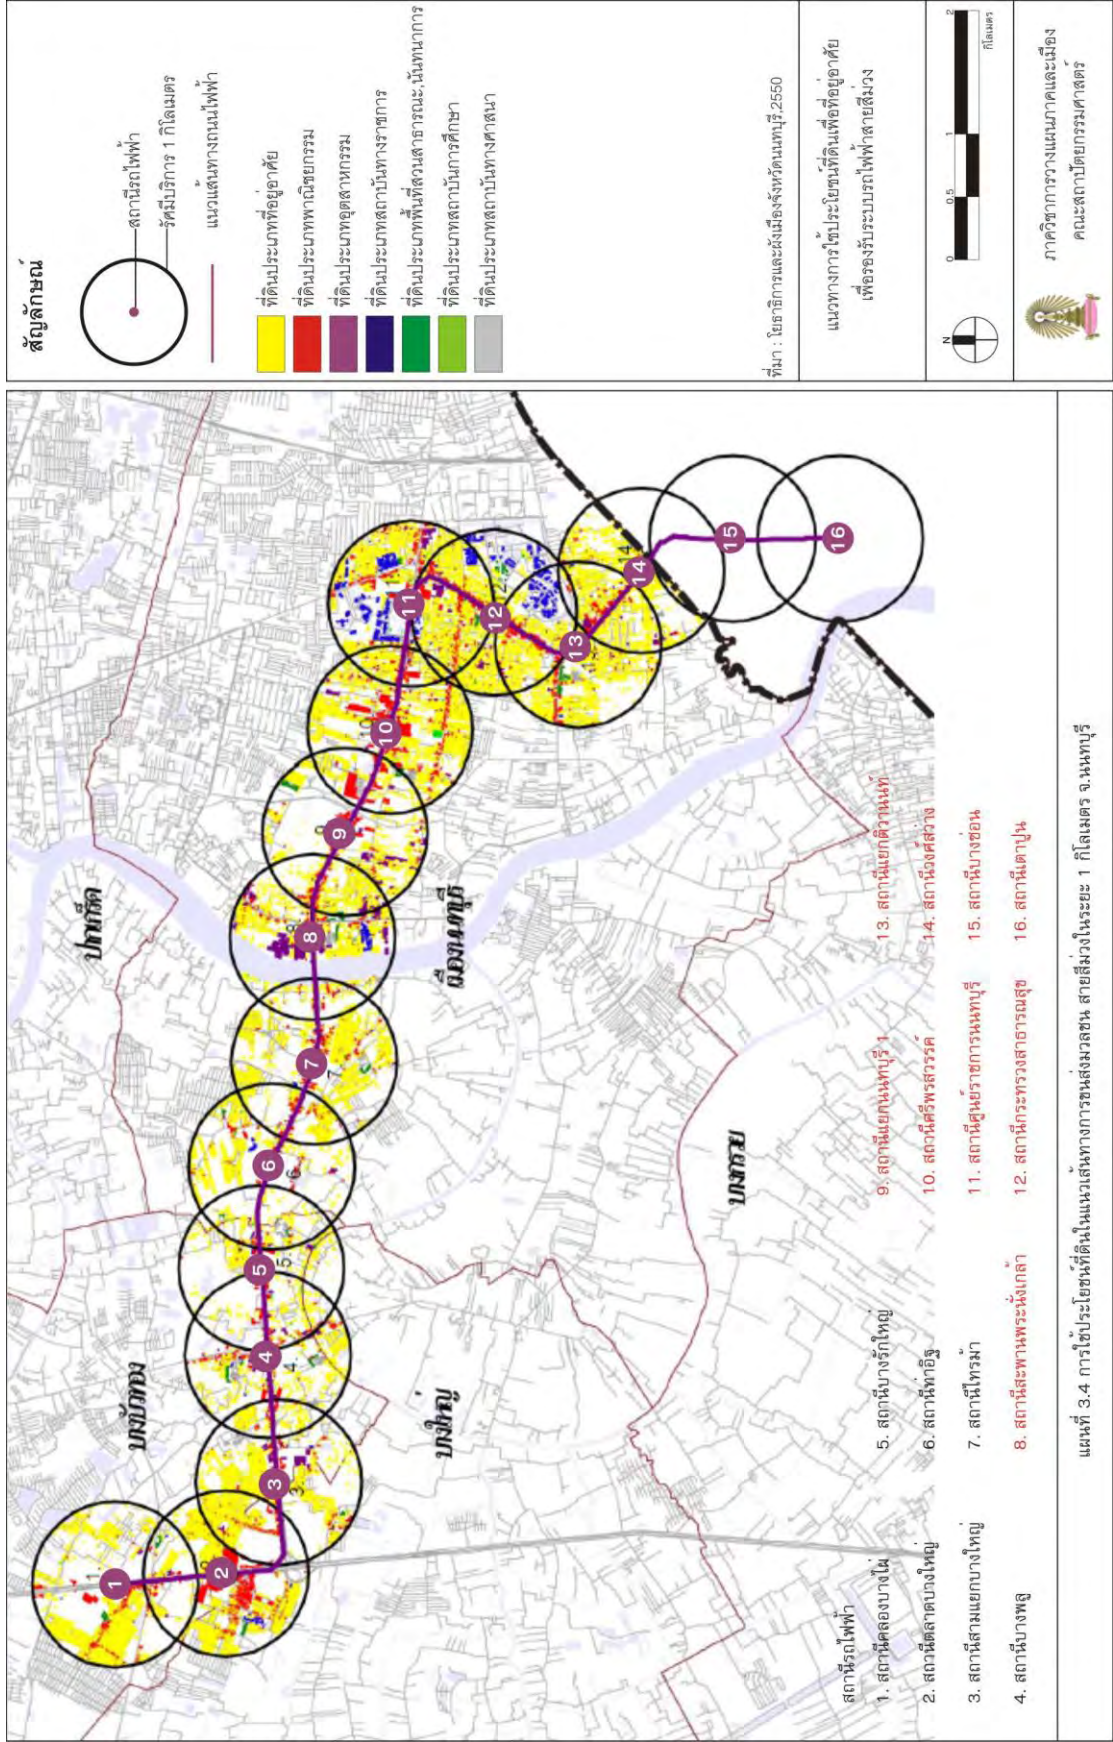 สัญลักษณ์
สถานีรถไฟฟ้า
รัศมีบริการ 1 กิโลเมตร
แนวเส้นทางถนนไฟฟ้า
ที่ดินประเภทที่อยู่อาศัย
ที่ดินประเภทพาณิชยกรรม
ที่ดินประเภทอุตสาหกรรม
ที่ดินประเภทสถาบันทางราชการ
ที่ดินประเภทพื้นที่สวนสาธารณะ,นันทนาการ
ที่ดินประเภทสถาบันการศึกษา
ที่ดินประเภทสถาบันทางศาสนา
ที่มา : โยธาธิการและผังเมืองจังหวัดนนทบุรี,2550
แนวทางการใช้ประโยชน์ที่ดินเพื่อที่อยู่อาศัย
เพื่อรองรับระบบรถไฟฟ้าสายสีม่วง
N
0 0.5 1 2
กิโลเมตร
ภาควิชาการวางแผนภาคและเมือง
คณะสถาปัตยกรรมศาสตร์
ปากเกร็ด
บางบัวทอง
เมืองนนทบุรี
บางใหญ่
บางกรวย
1
2
3
4
5
6
7
8
9
10
11
12
13
14
15
16
สถานีรถไฟฟ้า
1. สถานีคลองบางไผ่
2. สถานีตลาดบางใหญ่
3. สถานีสามแยกบางใหญ่
4. สถานีบางพลู
5. สถานีบางรักใหญ่
6. สถานีท่าอิฐ
7. สถานีไทรม้า
8. สถานีสะพานพระนั่งเกล้า
9. สถานีแยกนนทบุรี 1
10. สถานีศรีพรสวรรค์
11. สถานีศูนย์ราชการนนทบุรี
12. สถานีกระทรวงสาธารณสุข
13. สถานีแยกติวานนท์
14. สถานีวงศ์สว่าง
15. สถานีบางซ่อน
16. สถานีเตาปูน
แผนที่ 3.4 การใช้ประโยชน์ที่ดินในแนวเส้นทางการขนส่งมวลชน สายสีม่วงในระยะ 1 กิโลเมตร จ.นนทบุรี